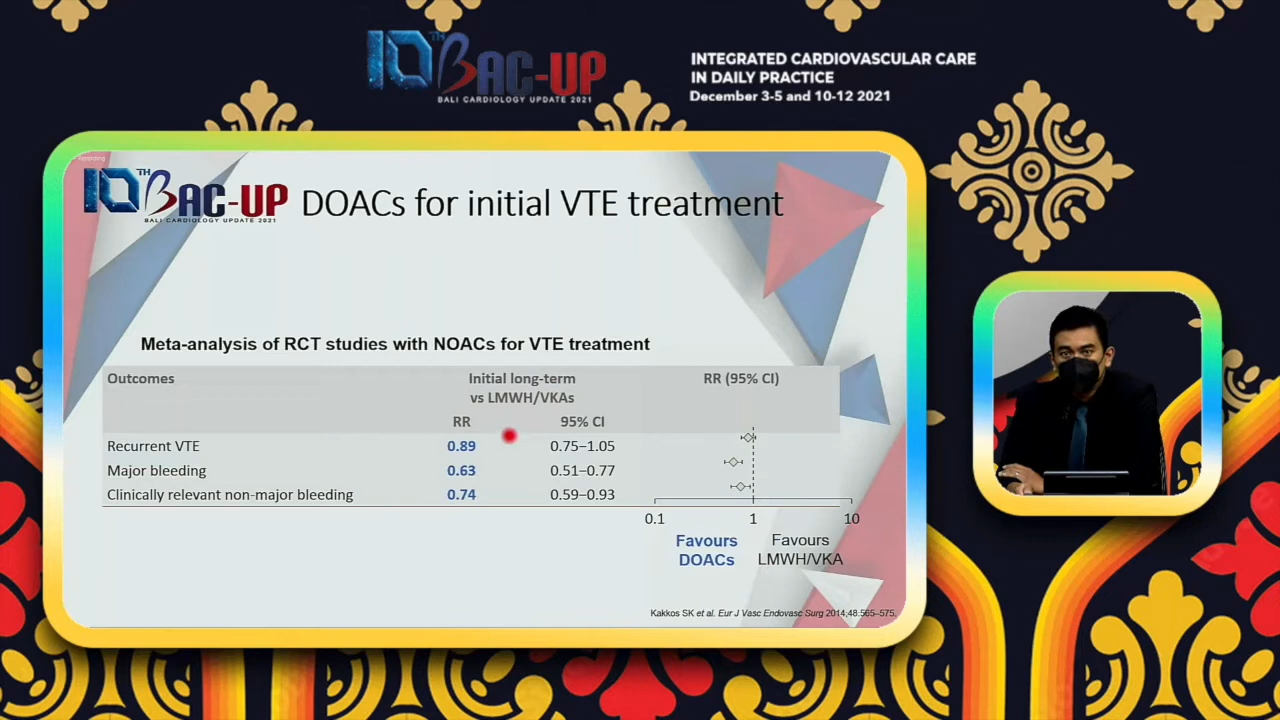 10TH BAC-UP
BALI CARDIOLOGY UPDATE 2021
INTEGRATED CARDIOVASCULAR CARE
IN DAILY PRACTICE
December 3-5 and 10-12 2021
Recording
10TH BAC-UP
BALI CARDIOLOGY UPDATE 2021
DOACs for initial VTE treatment
Meta-analysis of RCT studies with NOACs for VTE treatment
Outcomes Initial long-term RR (95% CI)
vs LMWH/VKAs
RR 95% CI
Recurrent VTE 0.89 0.75–1.05
Major bleeding 0.63 0.51–0.77
Clinically relevant non-major bleeding 0.74 0.59–0.93
0.1 1 10
Favours Favours
DOACs LMWH/VKA
Kakkos SK et al. Eur J Vasc Endovasc Surg 2014;48:565–575.